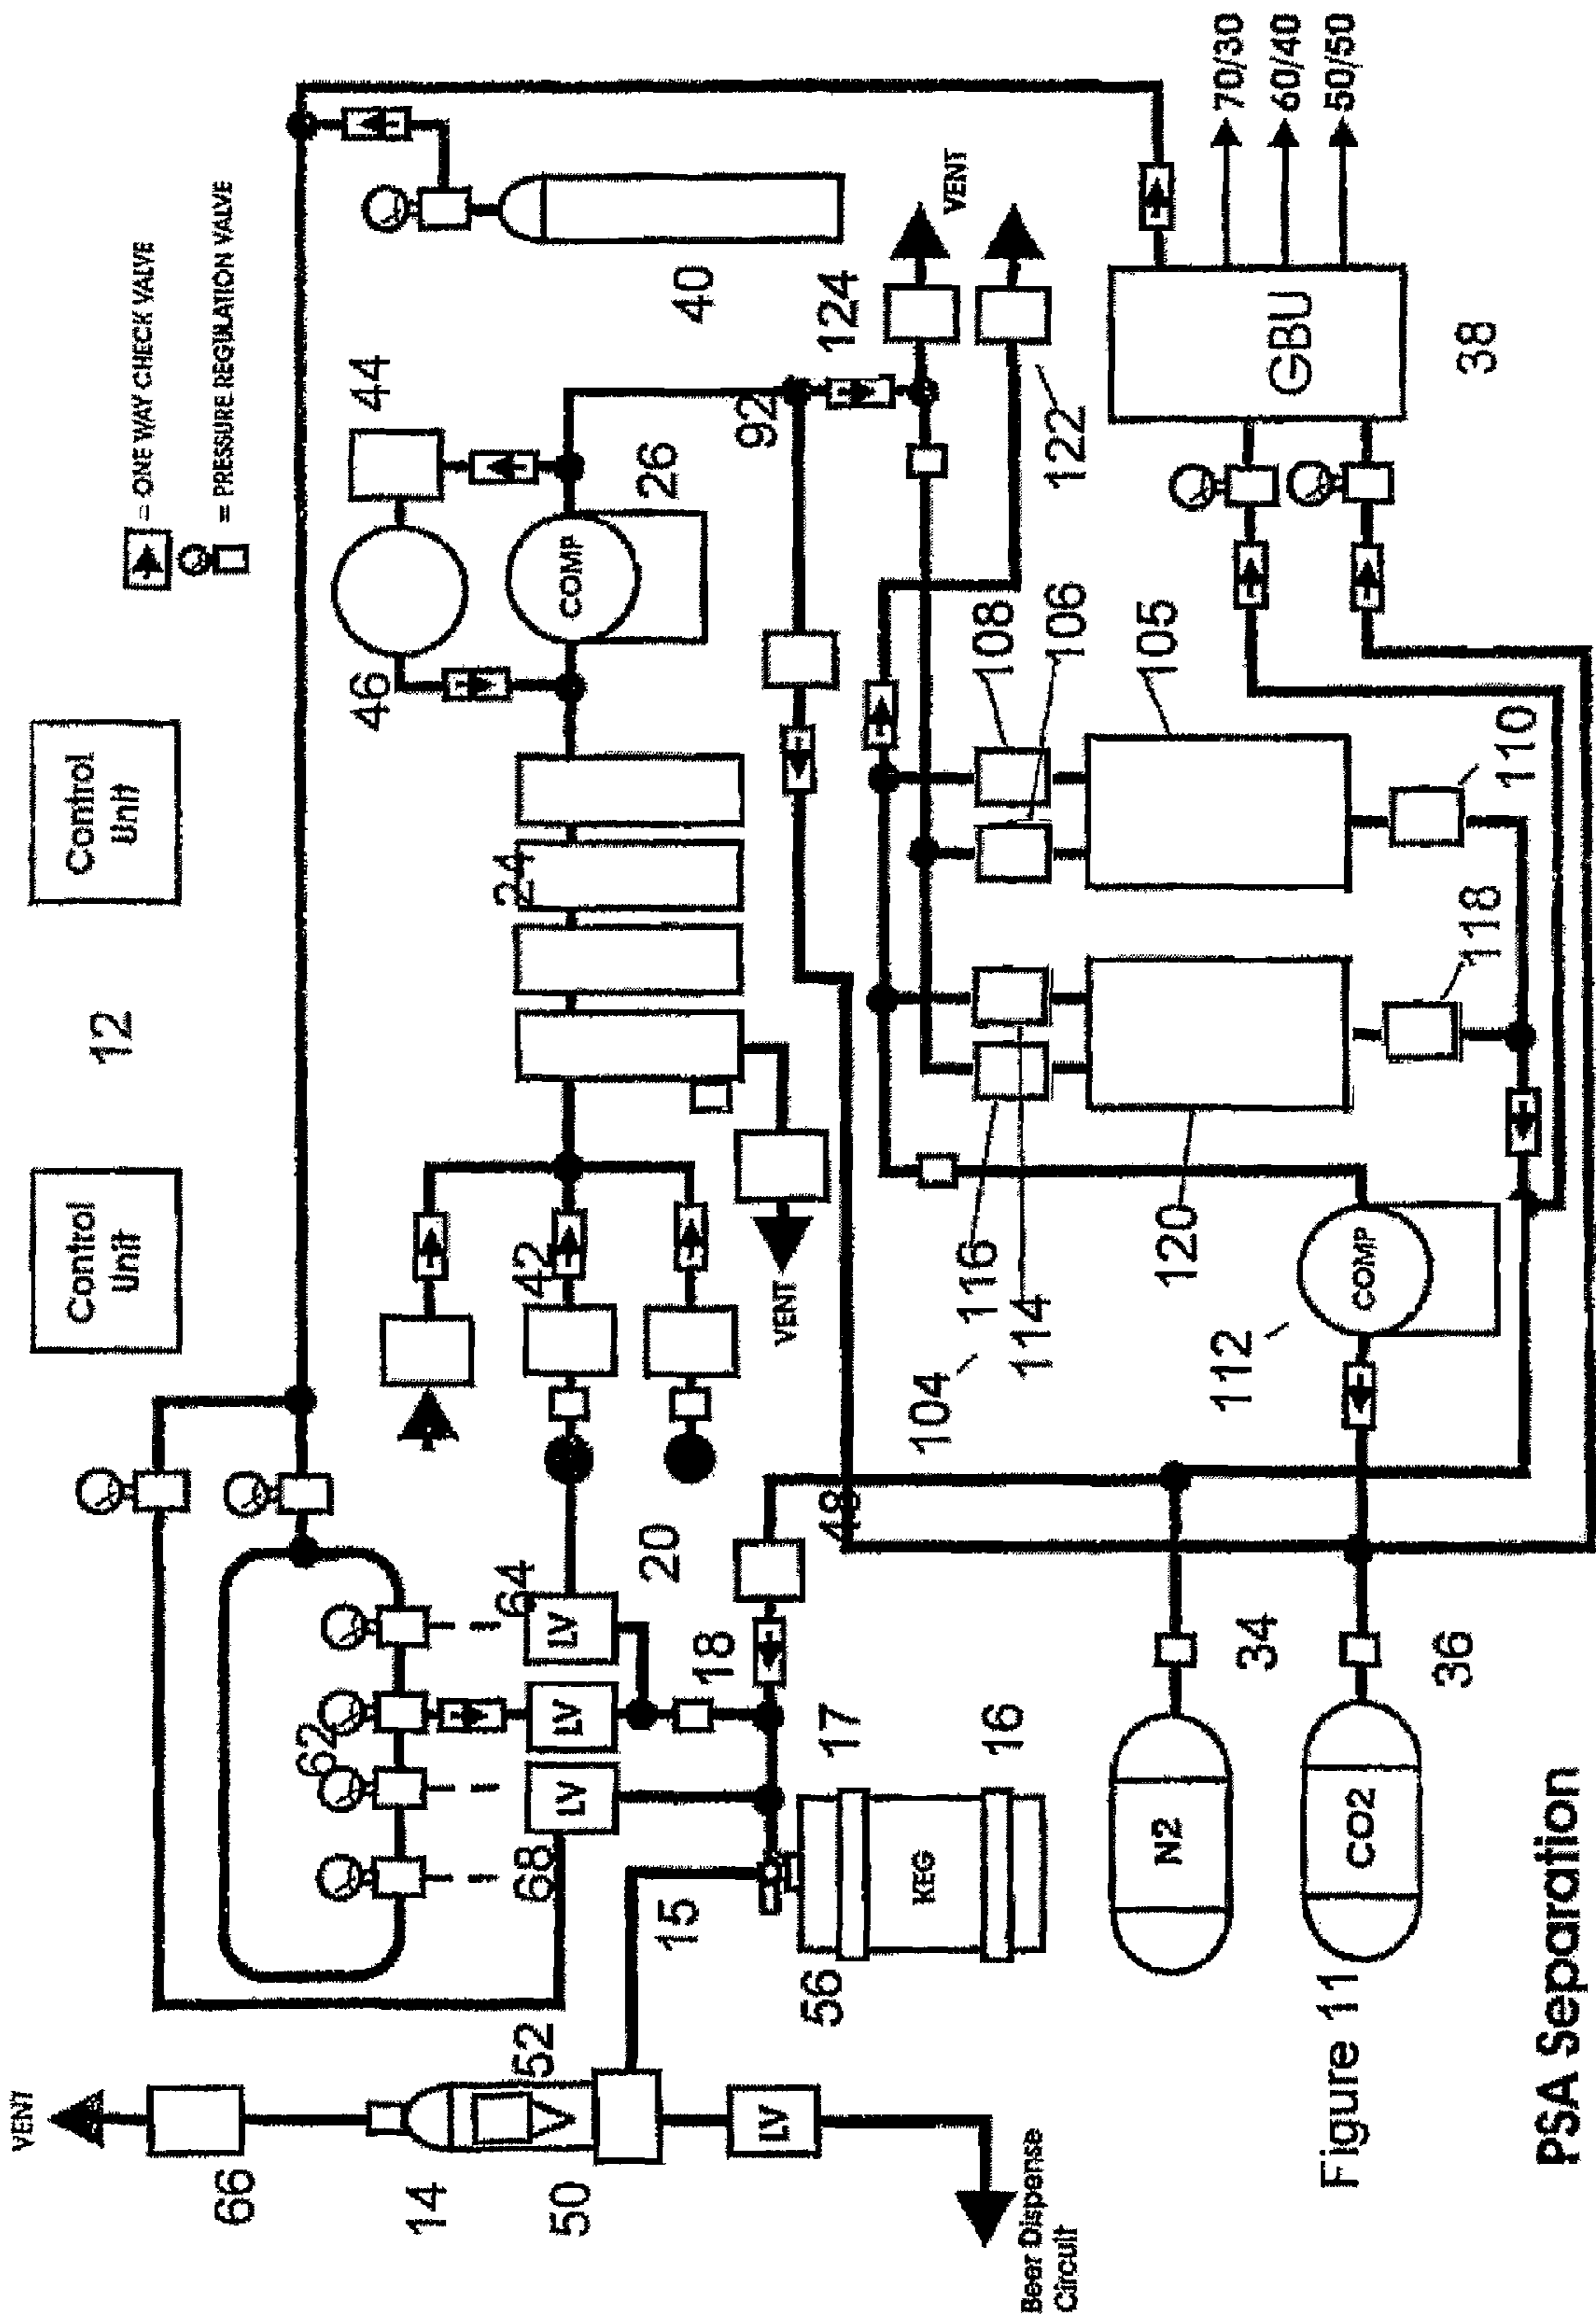 VENT
Control
Unit
12
Control
Unit
= ONE WAY CHECK VALVE
= PRESSURE REGULATION VALVE
66
62
46
44
14
50
52
68
64
42
24
LV
LV
LV
COMP
26
15
20
40
18
LV
VENT
92
56
17
48
124
KEG
104
116
114
VENT
16
108
106
122
Beer Dispense
Circuit
N2
34
112
120
105
70/30
60/40
50/50
GBU
38
Figure 11
CO2
36
COMP
118
110
PSA Separation